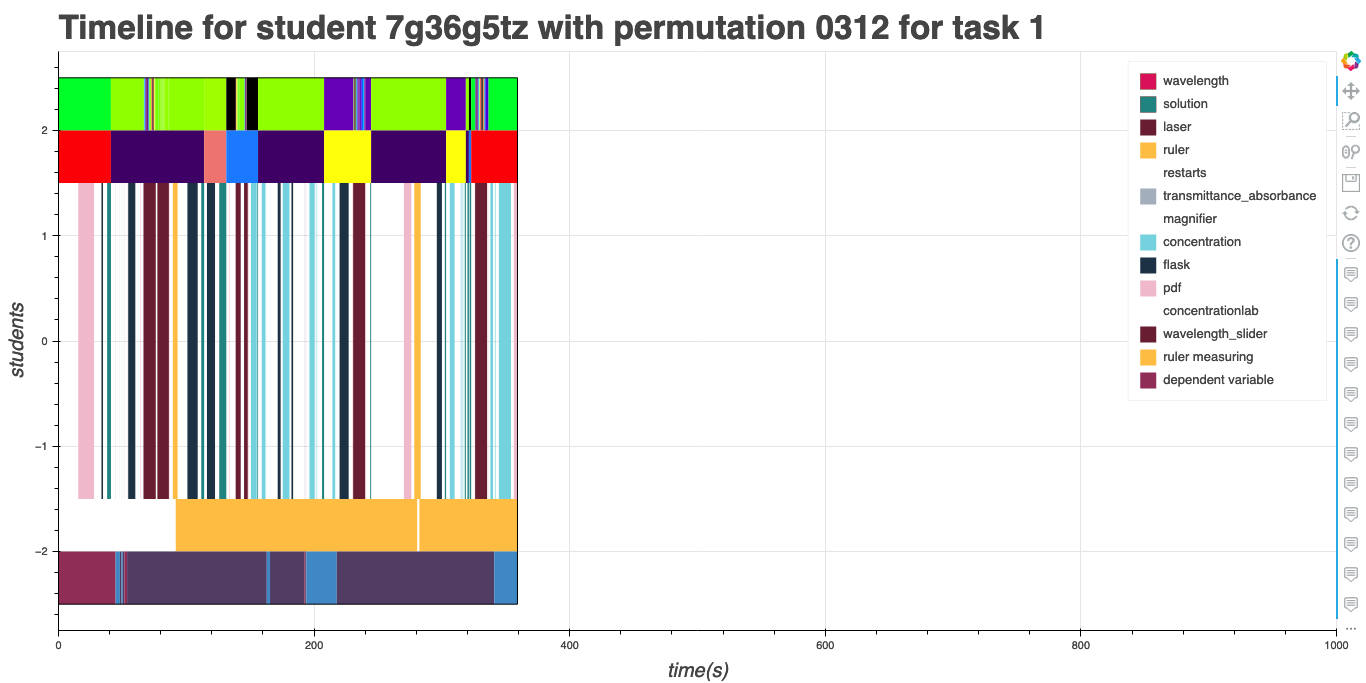 Timeline for student 7g36g5tz with permutation 0312 for task 1
wavelength
solution
laser
ruler
restarts
transmittance_absorbance
magnifier
concentration
flask
pdf
concentrationlab
wavelength_slider
ruler measuring
dependent variable
students
2
1
0
−1
−2
0
200
400
600
800
1000
time(s)